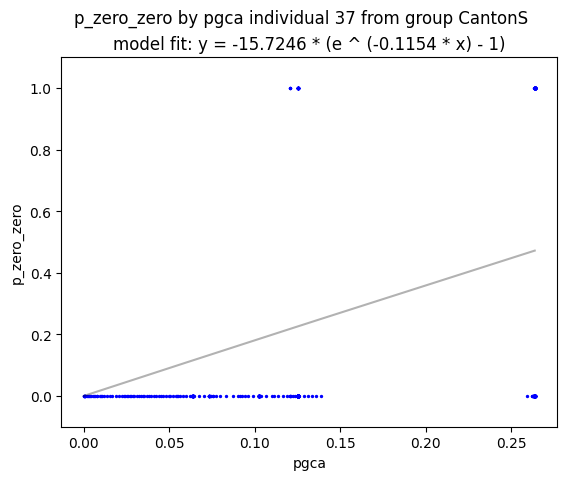 p_zero_zero by pgca individual 37 from group CantonS
model fit: y = -15.7246 * (e ^ (-0.1154 * x) - 1)
1.0
0.8
0.6
0.4
0.2
0.0
p_zero_zero
0.00 0.05 0.10 0.15 0.20 0.25
pgca